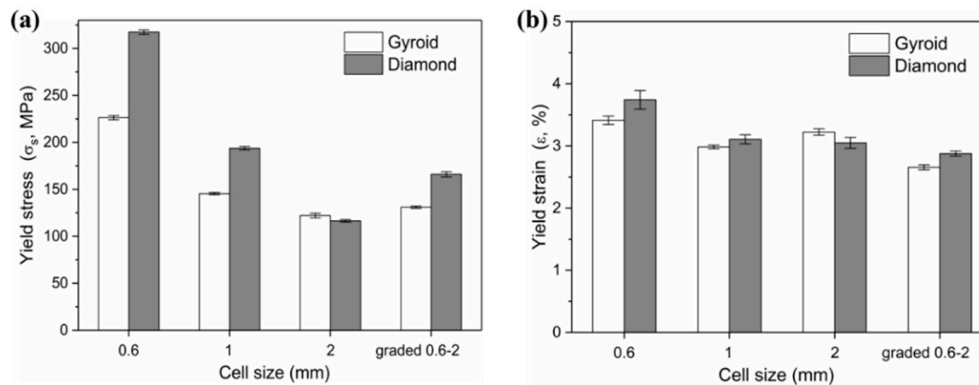 (a)
Gyroid
Diamond
Yield stress (σs, MPa)
300
250
200
150
100
50
0
0.6 1 2 graded 0.6-2
Cell size (mm)
(b)
Gyroid
Diamond
Yield strain (ε, %)
5
4
3
2
1
0
0.6 1 2 graded 0.6-2
Cell size (mm)